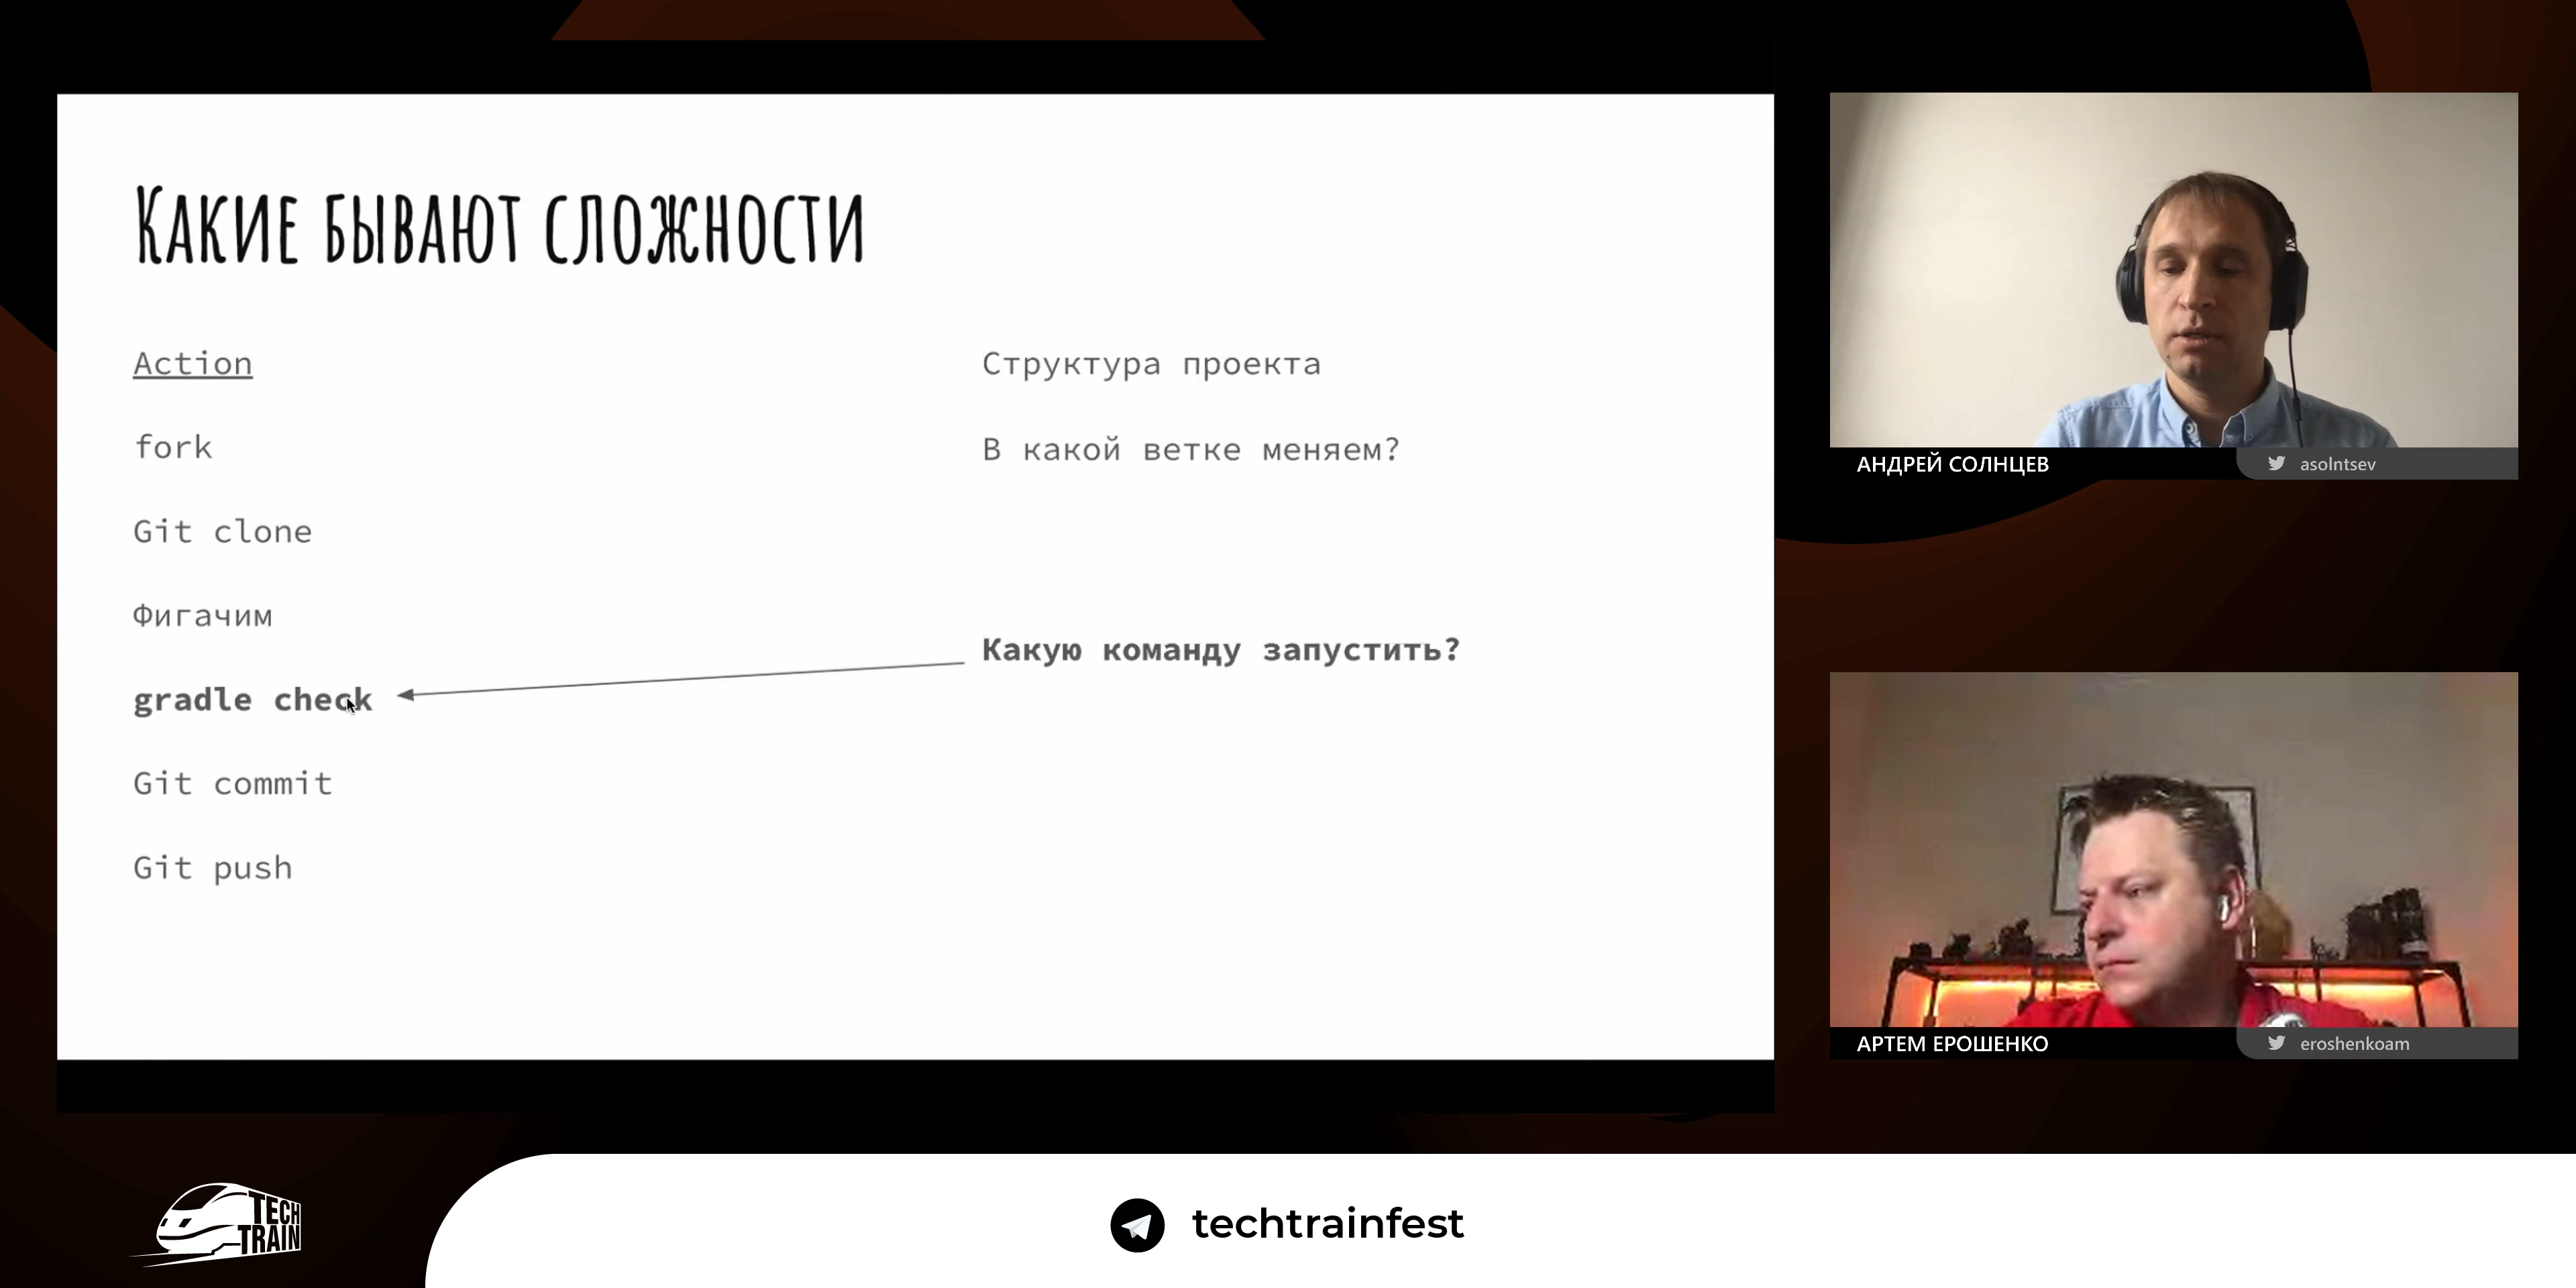 Какие бывают сложности
Action
fork
Git clone
Фигачим
gradle check
Git commit
Git push
Структура проекта
В какой ветке меняем?
Какую команду запустить?
АНДРЕЙ СОЛНЦЕВ
asolntsev
АРТЕМ ЕРОШЕНКО
eroshenkoam
TECH
TRAIN
techtrainfest